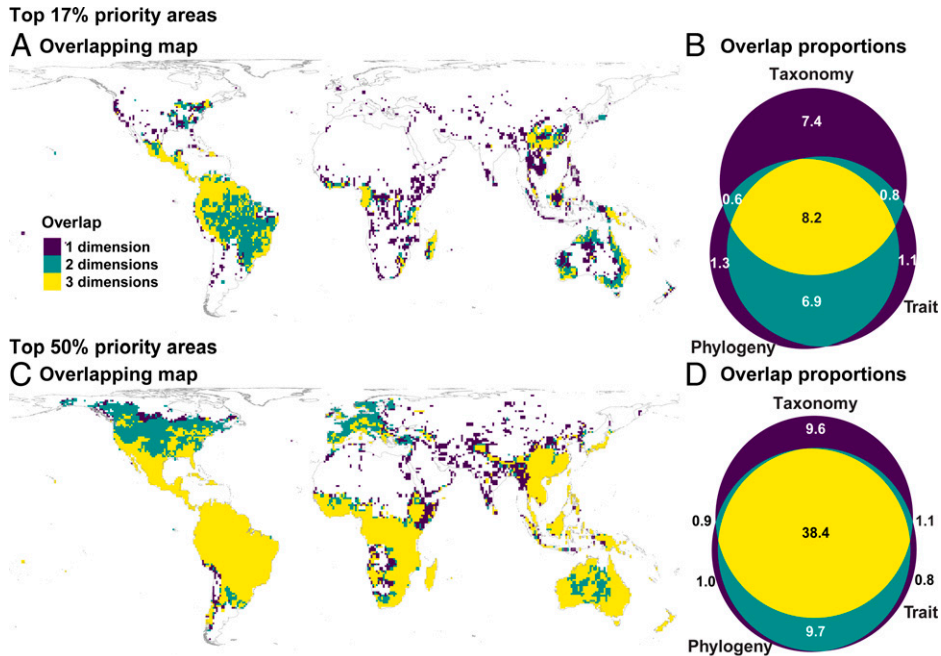 Top 17% priority areas
A Overlapping map
B Overlap proportions
Taxonomy
7.4
0.6
0.8
8.2
1.3
1.1
6.9
Trait
Phylogeny
Overlap
1 dimension
2 dimensions
3 dimensions
Top 50% priority areas
C Overlapping map
D Overlap proportions
Taxonomy
9.6
0.9
1.1
38.4
1.0
0.8
Trait
9.7
Phylogeny